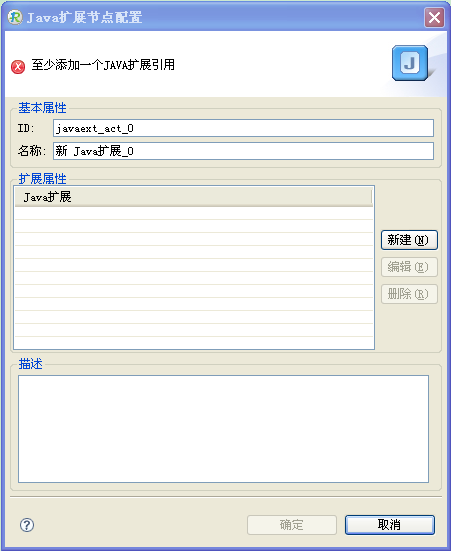 Java扩展节点配置
至少添加一个JAVA扩展引用
J
基本属性
ID: javaext_act_0
名称: 新 Java扩展_0
扩展属性
Java扩展
新建(N)
编辑(E)
删除(R)
描述
?
确定
取消